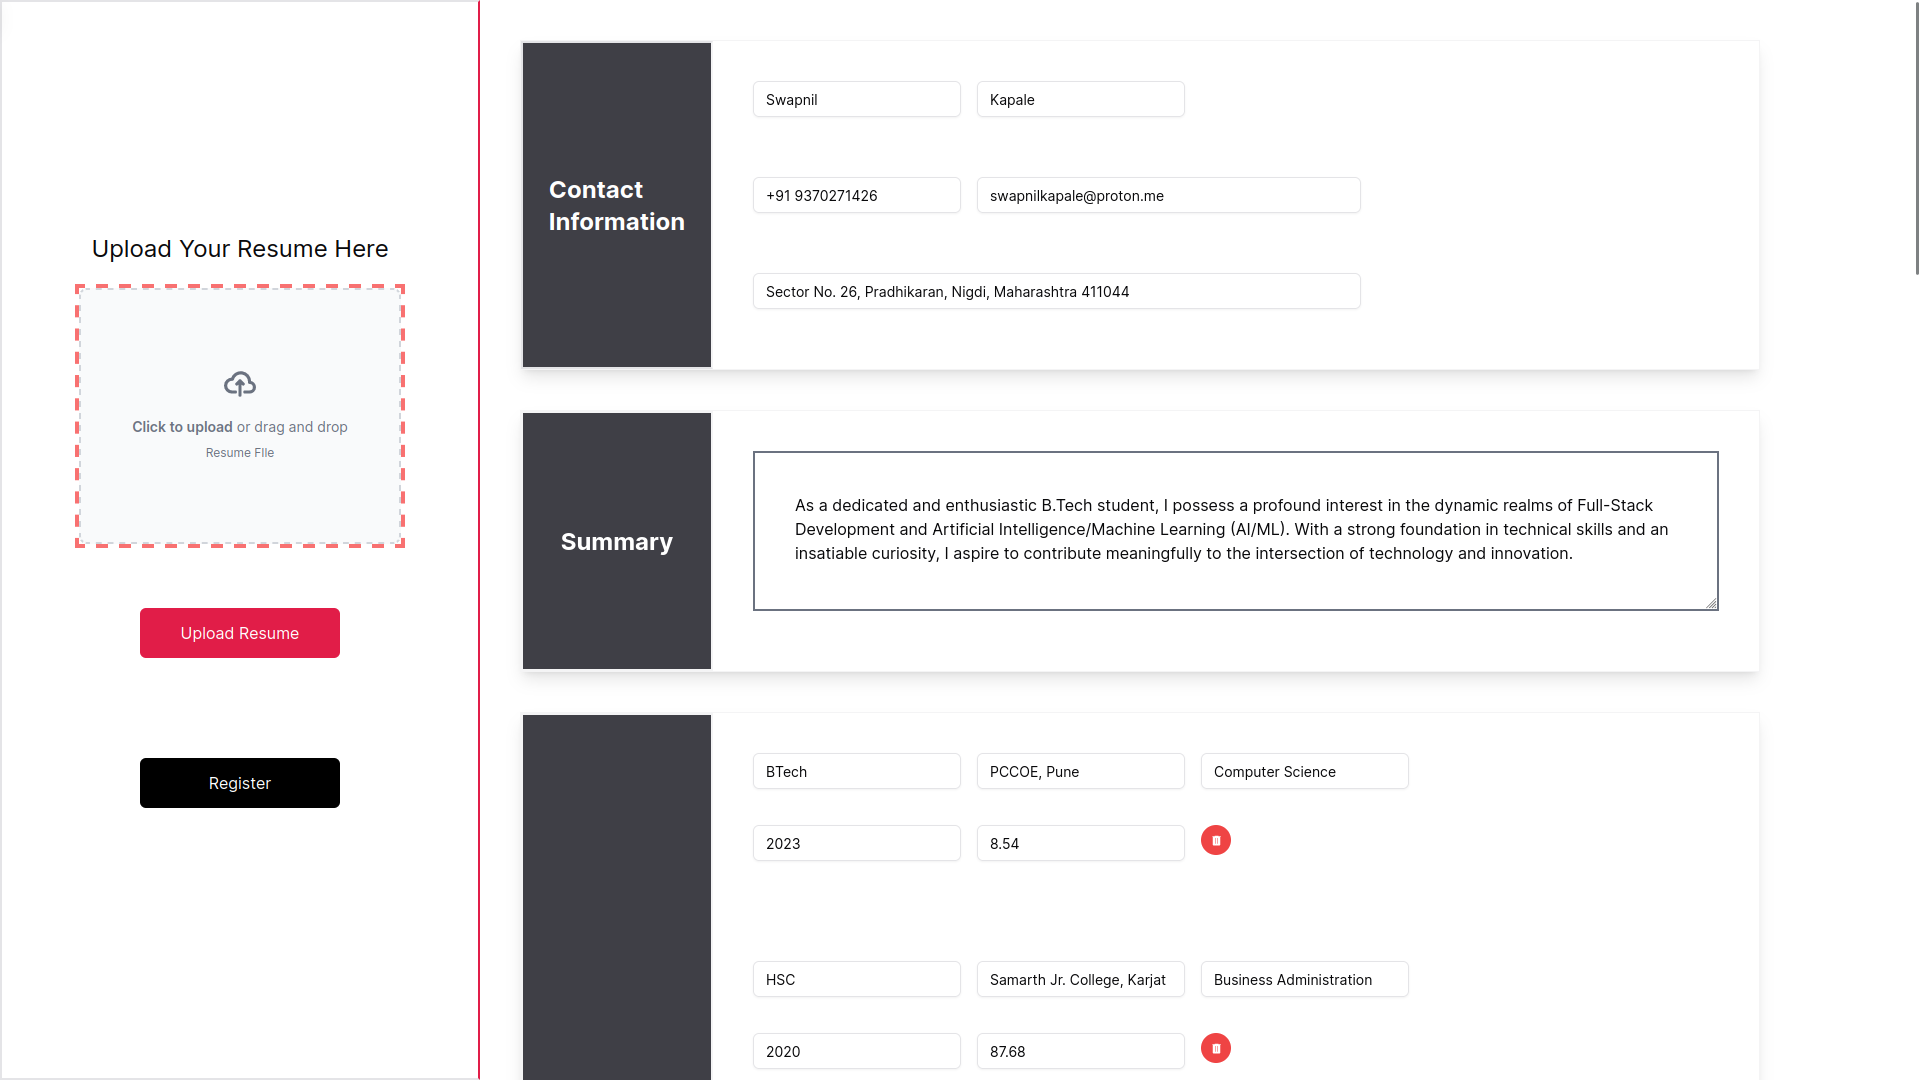 Upload Your Resume Here
Click to upload or drag and drop
Resume FIle
Upload Resume
Register
Contact
Information
Swapnil
Kapale
+91 9370271426
swapnilkapale@proton.me
Sector No. 26, Pradhikaran, Nigdi, Maharashtra 411044
Summary
As a dedicated and enthusiastic B.Tech student, I possess a profound interest in the dynamic realms of Full-Stack
Development and Artificial Intelligence/Machine Learning (AI/ML). With a strong foundation in technical skills and an
insatiable curiosity, I aspire to contribute meaningfully to the intersection of technology and innovation.
BTech
PCCOE, Pune
Computer Science
2023
8.54
HSC
Samarth Jr. College, Karjat
Business Administration
2020
87.68